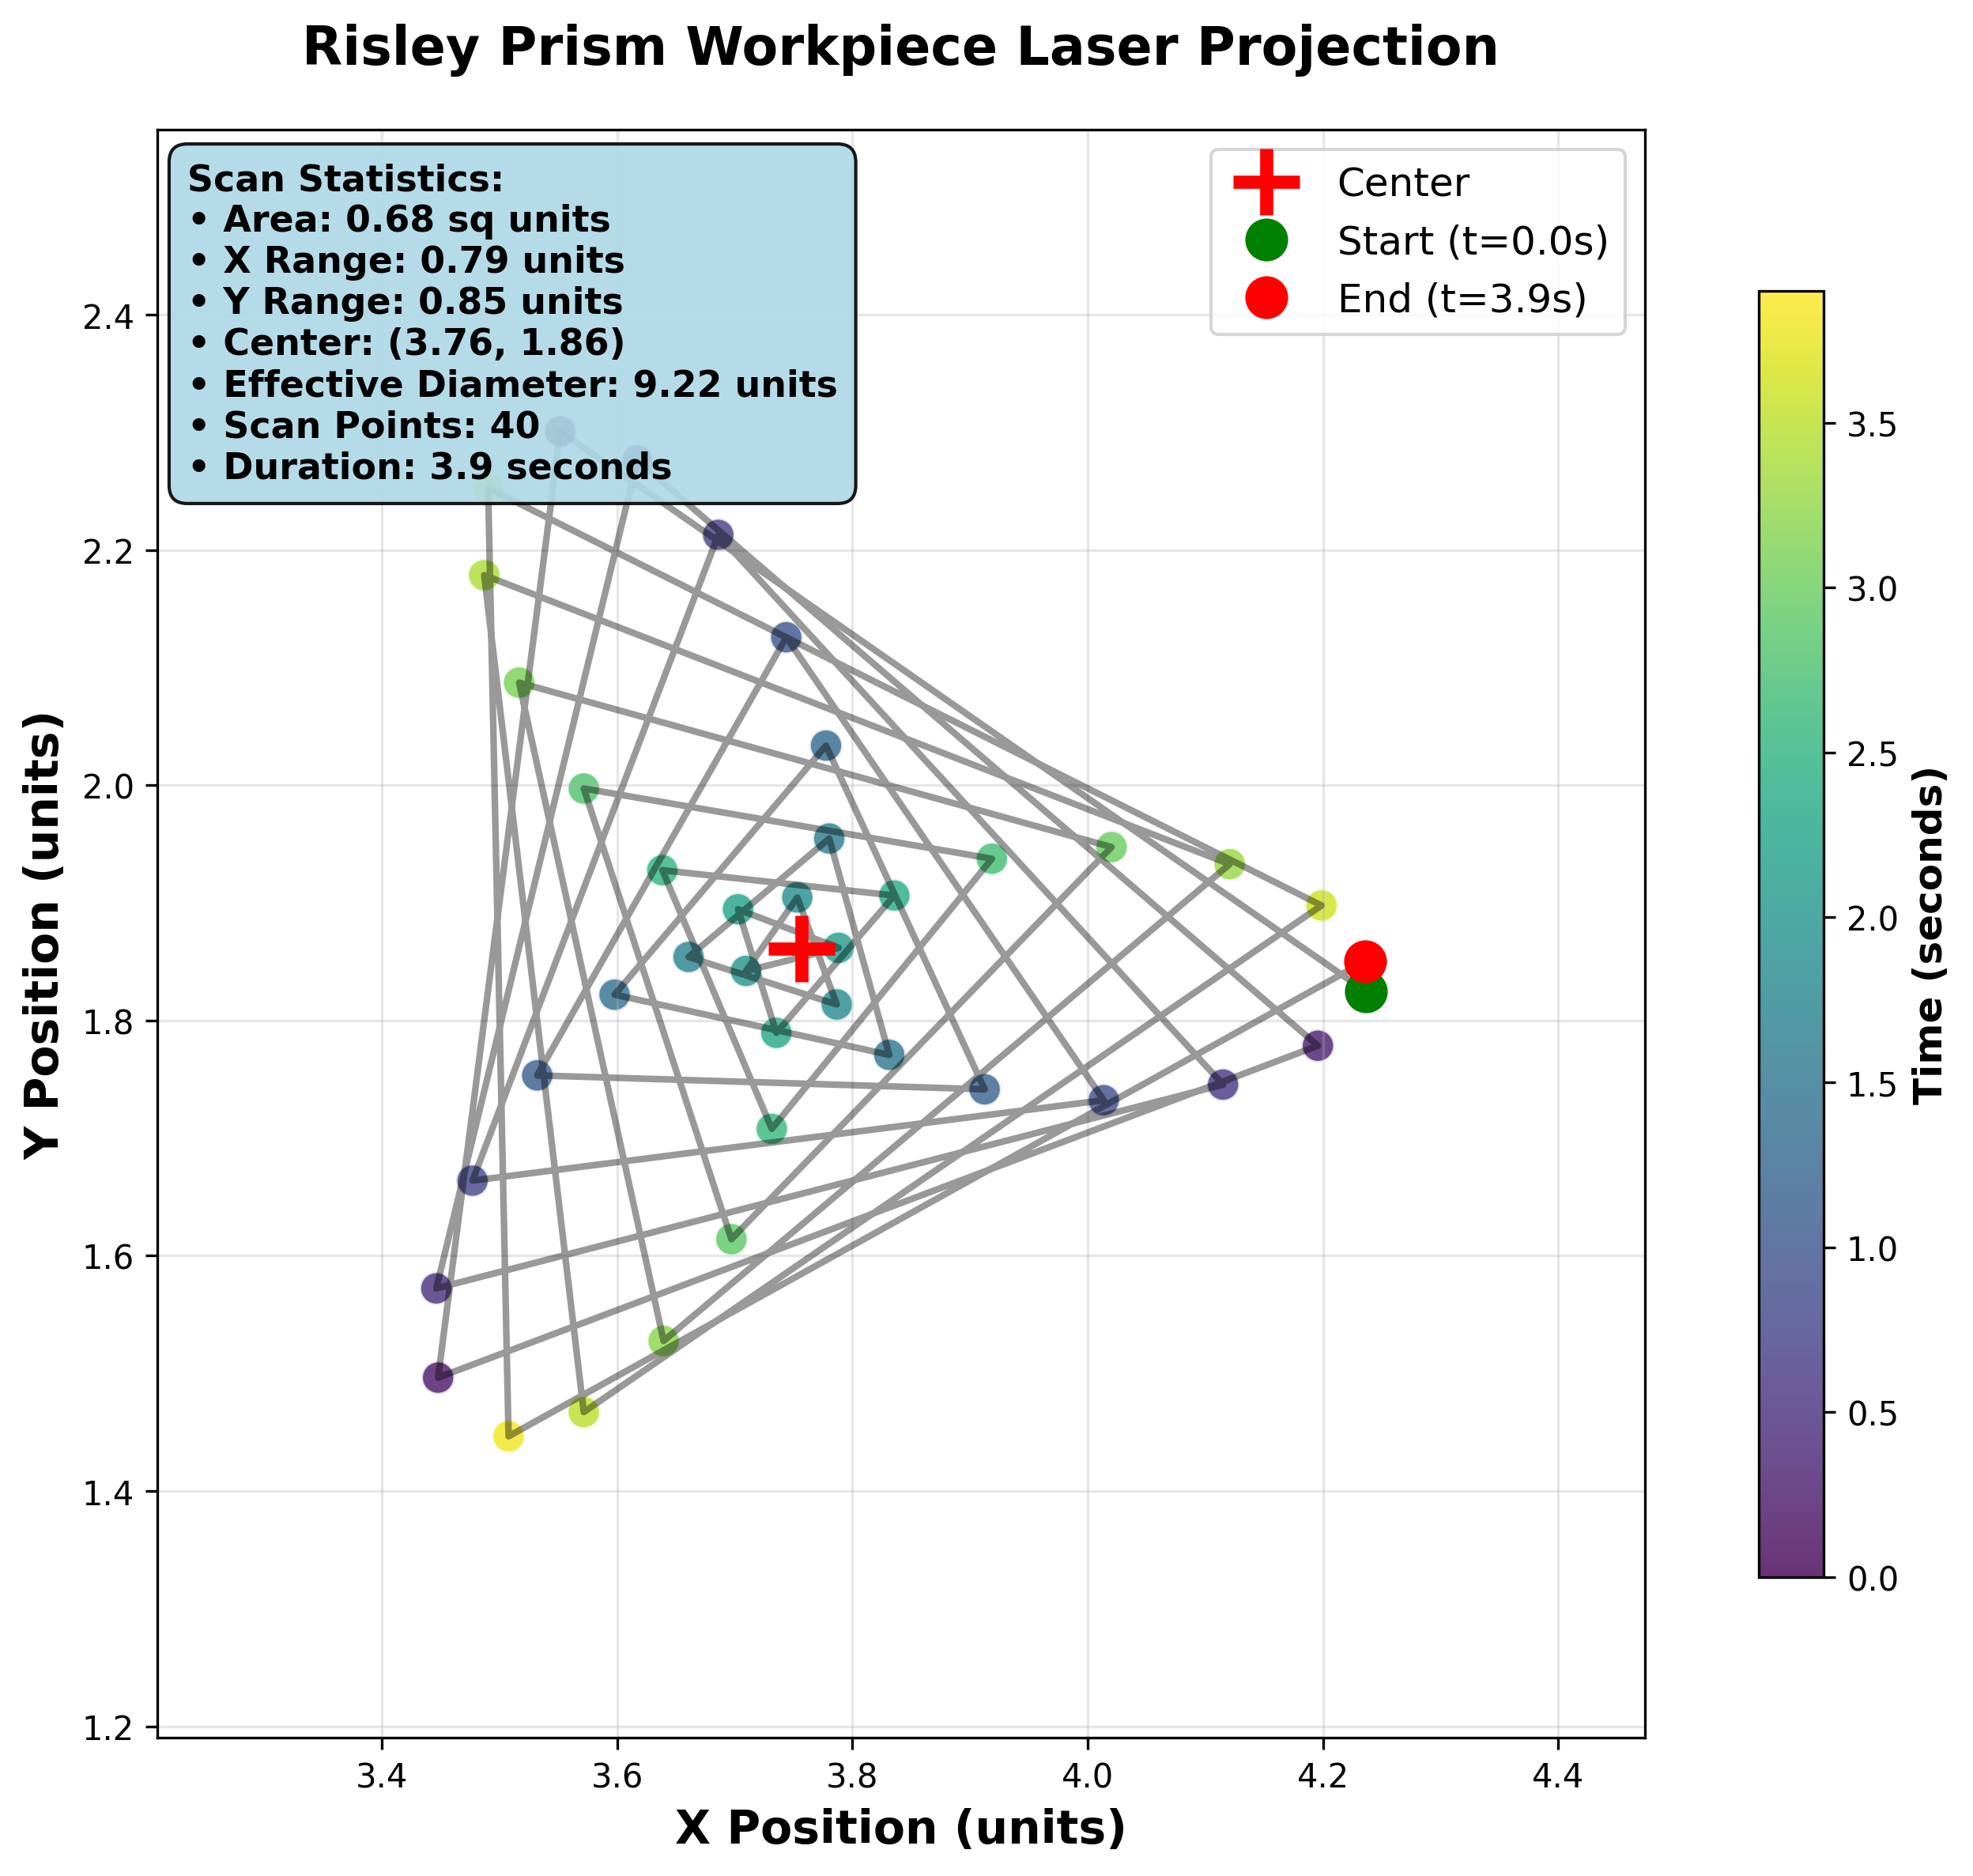 Risley Prism Workpiece Laser Projection
Scan Statistics:
• Area: 0.68 sq units
• X Range: 0.79 units
• Y Range: 0.85 units
• Center: (3.76, 1.86)
• Effective Diameter: 9.22 units
• Scan Points: 40
• Duration: 3.9 seconds
Center
Start (t=0.0s)
End (t=3.9s)
Y Position (units)
2.4
2.2
2.0
1.8
1.6
1.4
1.2
3.4
3.6
3.8
4.0
4.2
4.4
X Position (units)
3.5
3.0
2.5
2.0
1.5
1.0
0.5
0.0
Time (seconds)